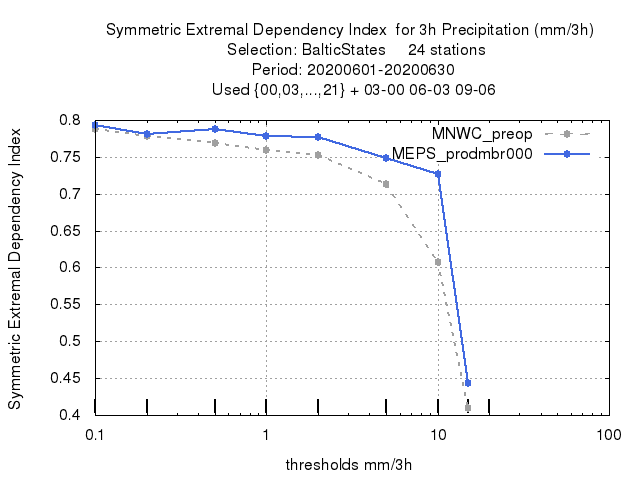 Symmetric Extremal Dependency Index  for 3h Precipitation (mm/3h)
Selection: BalticStates     24 stations
Period: 20200601-20200630
Used {00,03,...,21} + 03-00 06-03 09-06
MNWC_preop
MEPS_prodmbr000
Symmetric Extremal Dependency Index
0.8
0.75
0.7
0.65
0.6
0.55
0.5
0.45
0.4
0.1 1 10 100
thresholds mm/3h